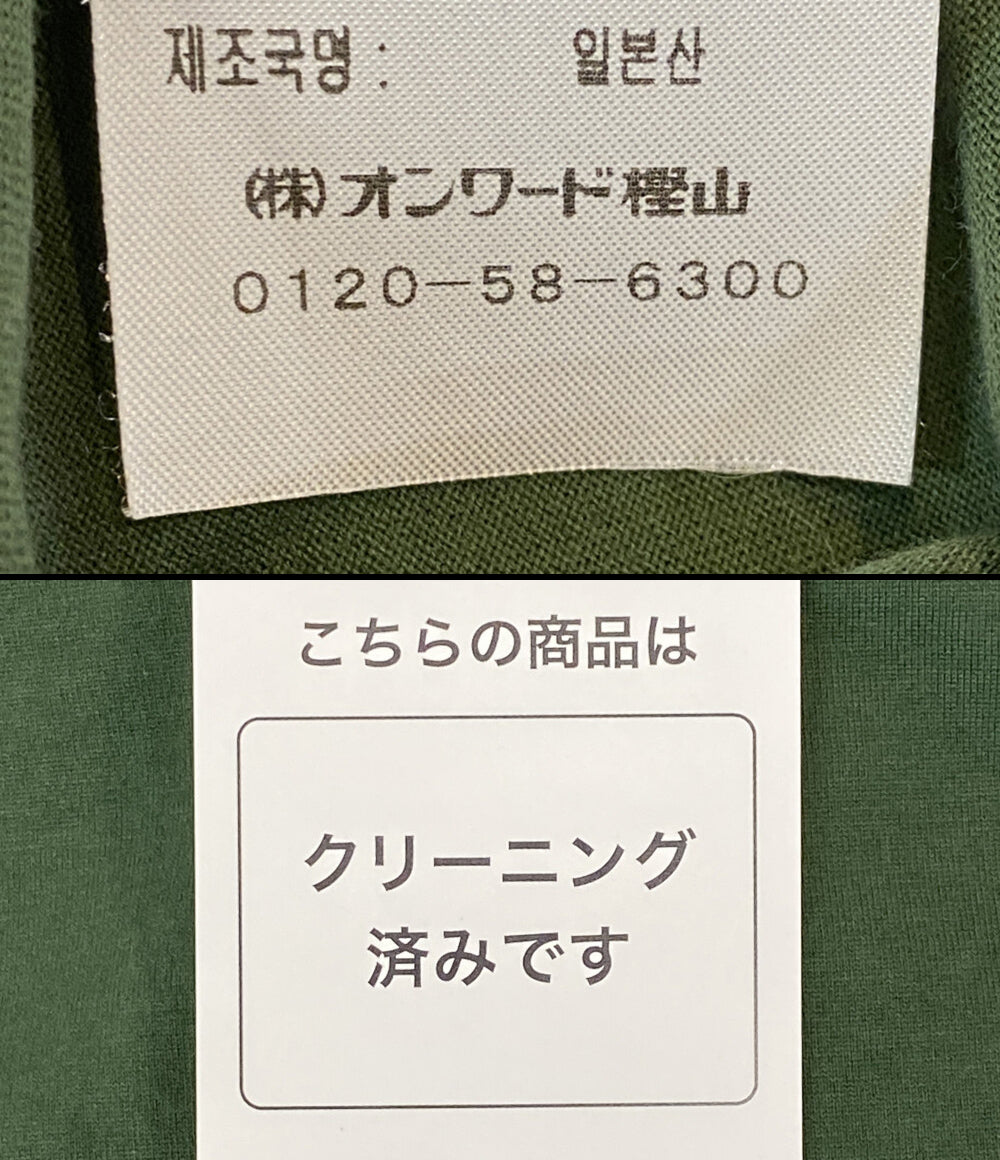 제조국명 : 일본산
(株)オンワード樫山
0120-58-6300
こちらの商品は
クリーニング
済みです